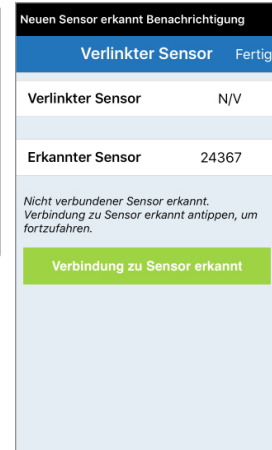 Neuen Sensor erkannt Benachrichtigung
Verlinkter Sensor Fertig
Verlinkter Sensor N/V
Erkannter Sensor 24367
Nicht verbundener Sensor erkannt.
Verbindung zu Sensor erkannt antippen, um
fortzufahren.
Verbindung zu Sensor erkannt